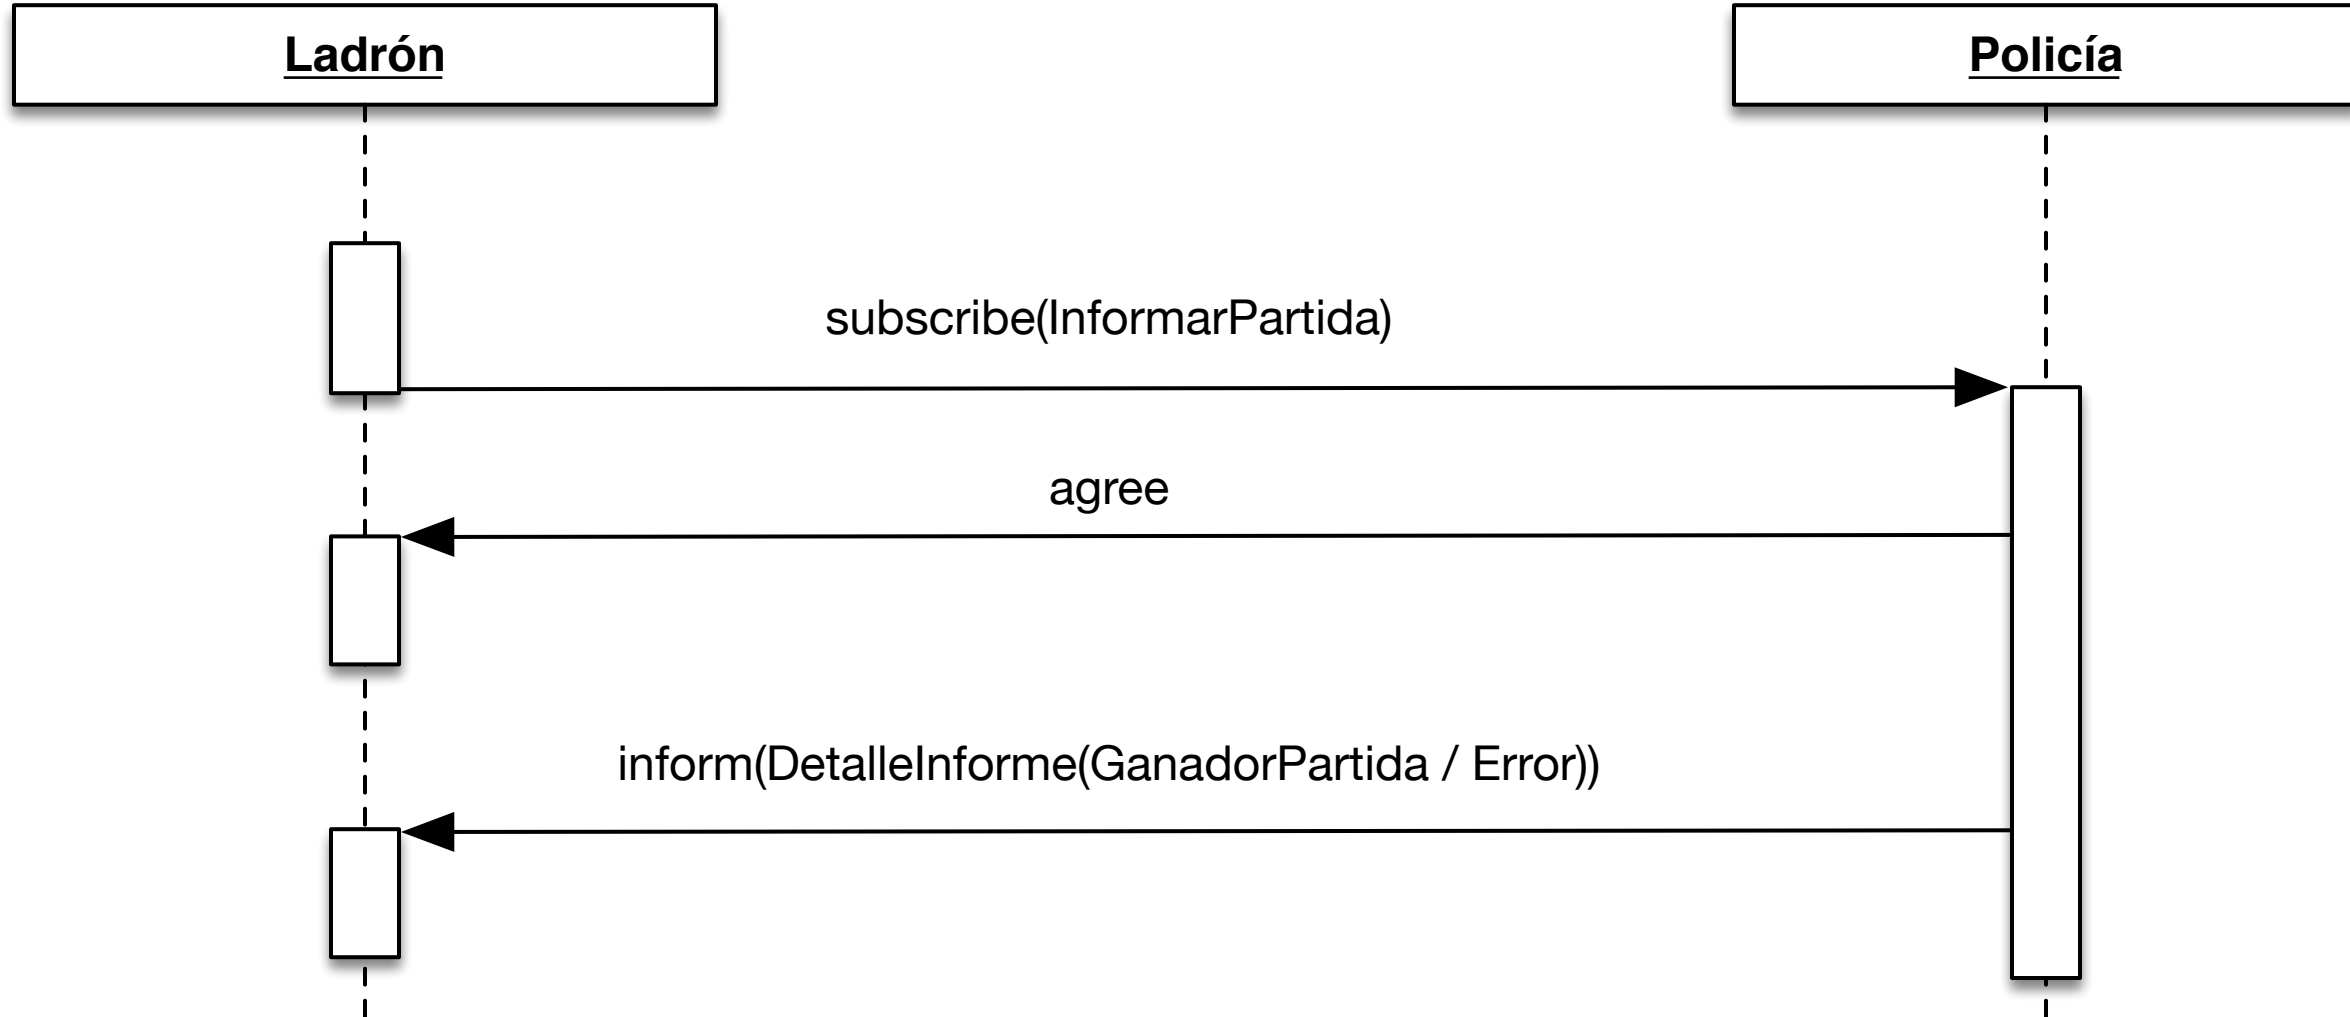 Ladrón
Policía
subscribe(InformarPartida)
agree
inform(DetalleInforme(GanadorPartida / Error))